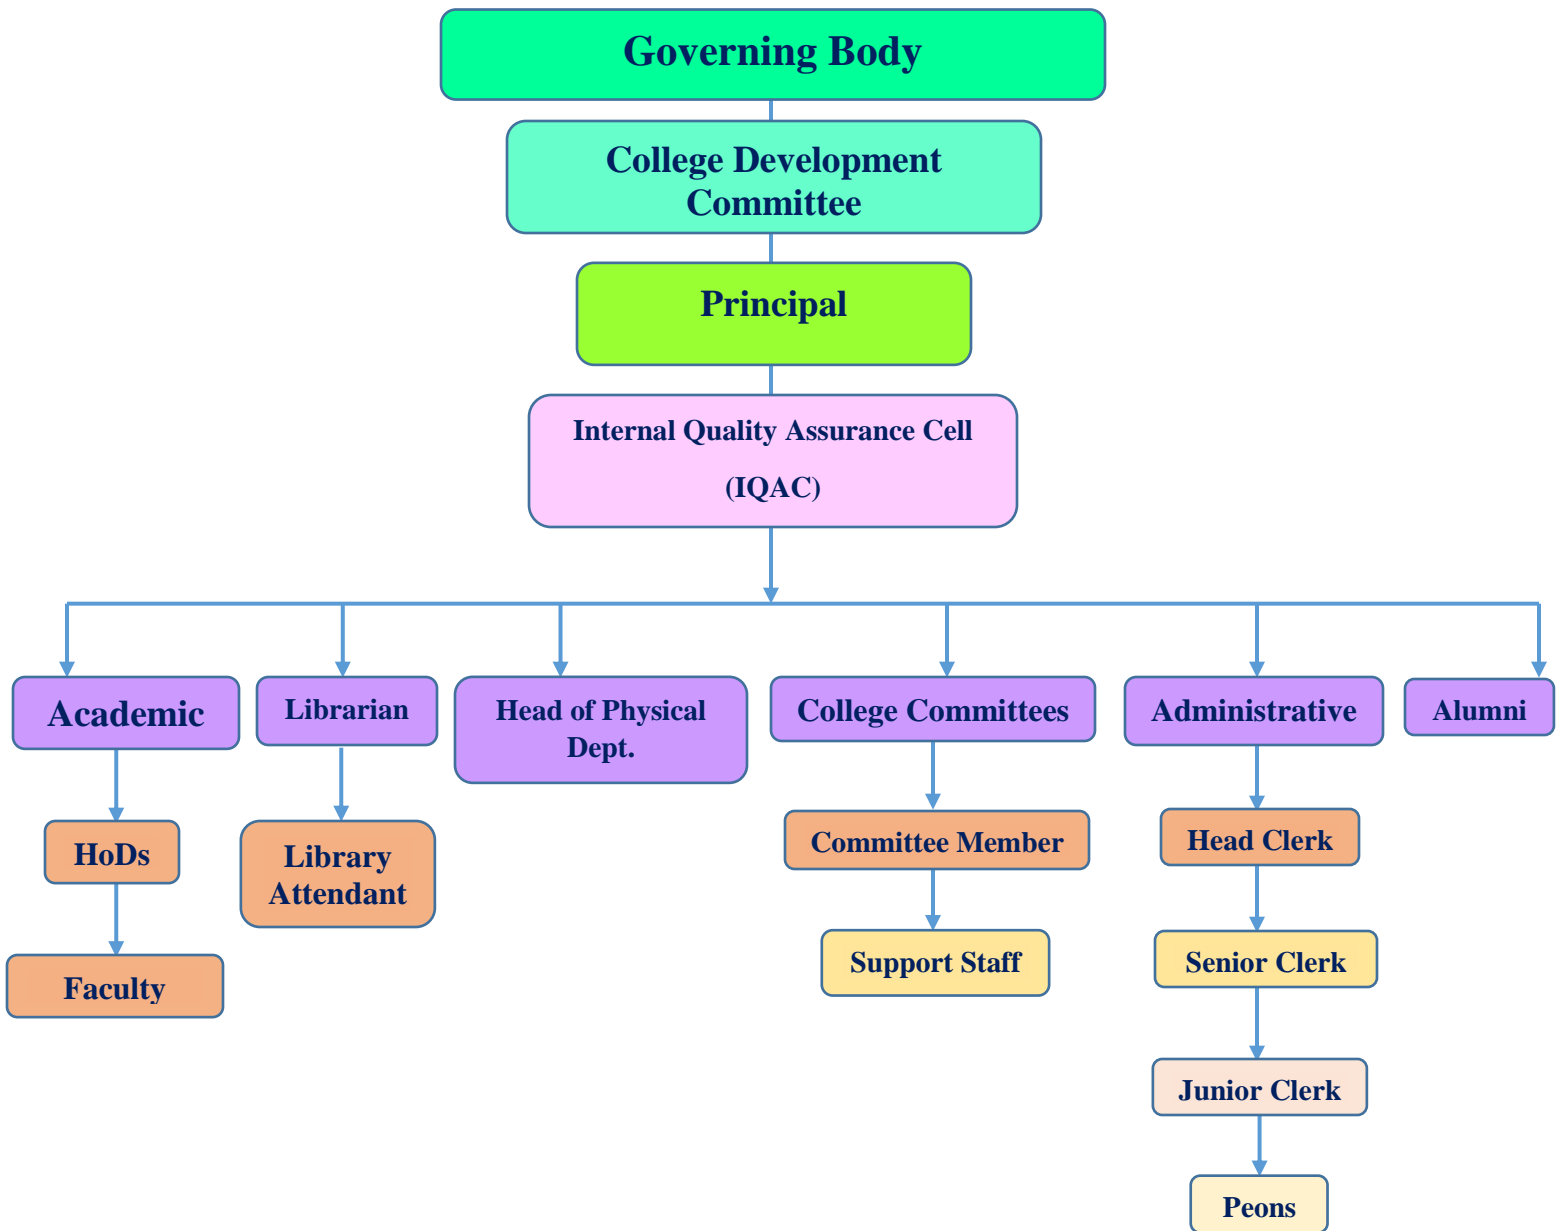 Governing Body
College Development
Committee
Principal
Internal Quality Assurance Cell
(IQAC)
Academic
Librarian
Head of Physical
Dept.
College Committees
Administrative
Alumni
HoDs
Library
Attendant
Committee Member
Head Clerk
Faculty
Support Staff
Senior Clerk
Junior Clerk
Peons